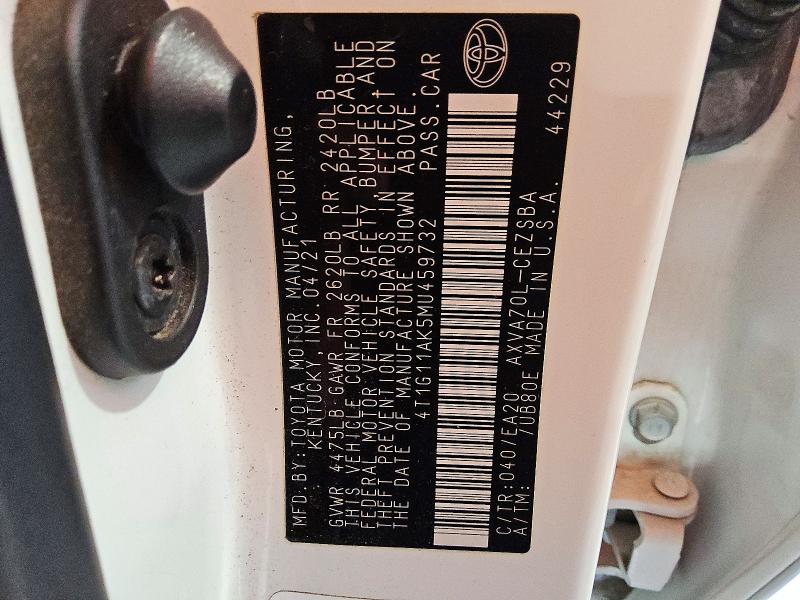 MFD. BY: TOYOTA MOTOR MANUFACTURING,
KENTUCKY, INC. 04/21
GVWR 4475LB GAWR FR 2620LB RR 2420LB
THIS VEHICLE CONFORMS TO ALL APPLICABLE
FEDERAL MOTOR VEHICLE SAFETY, BUMPER, AND
THEFT PREVENTION STANDARDS IN EFFECT ON
THE DATE OF MANUFACTURE SHOWN ABOVE.
4T1G11AK5MU459732 PASS. CAR
C/TR: 040/EA20 AXVA70L-CEZSBA
A/TM: /UB80E MADE IN U.S.A. 44229